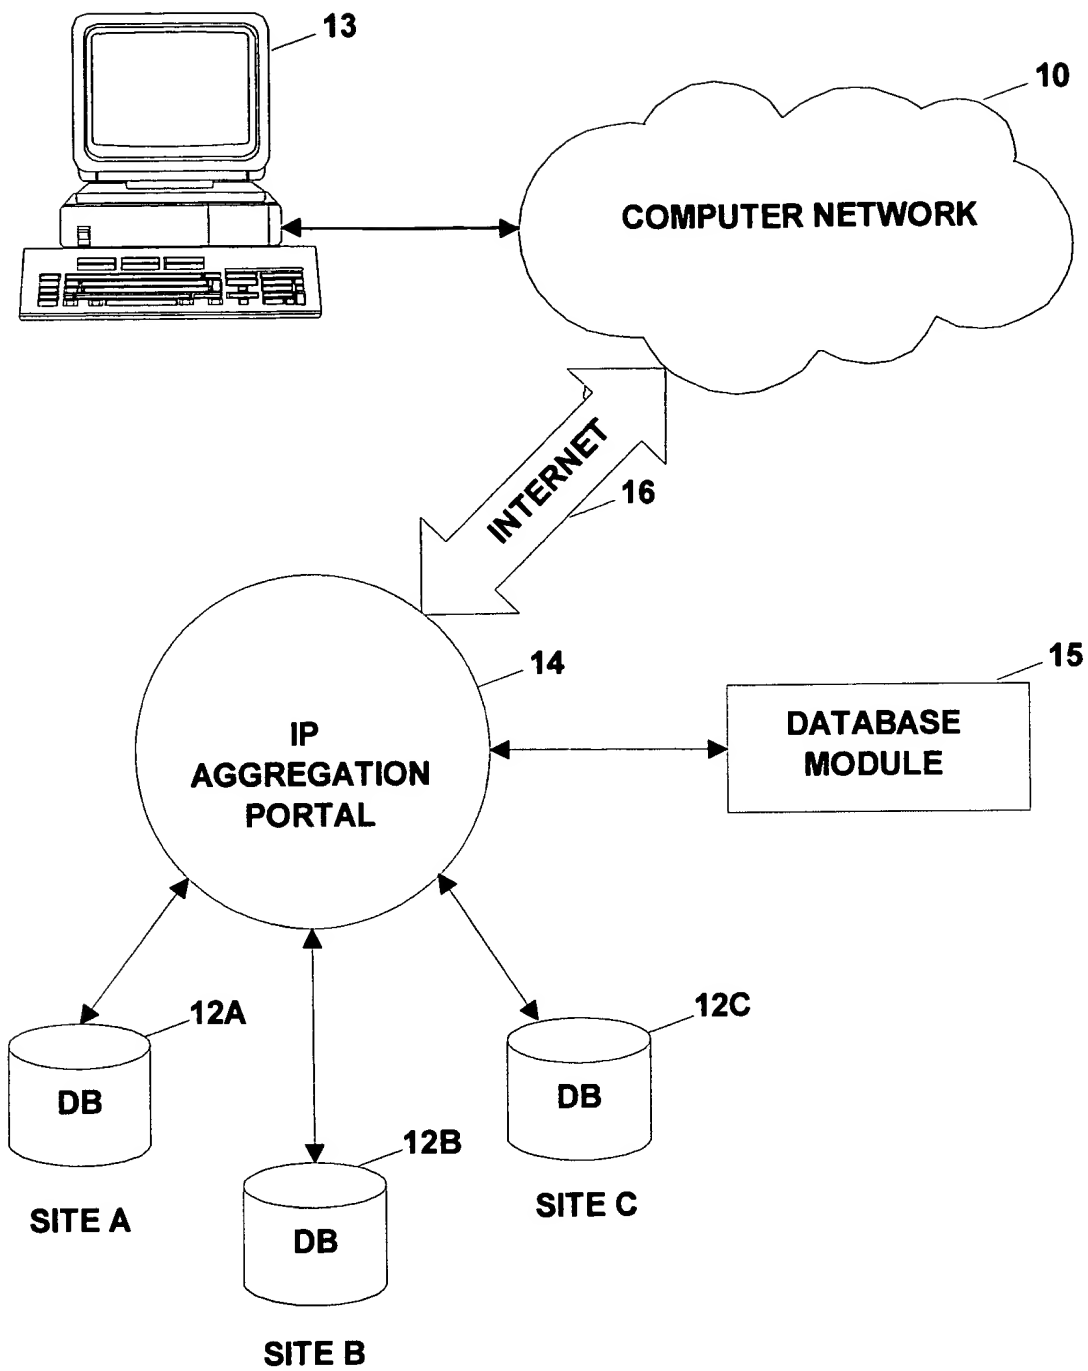 13
10
COMPUTER NETWORK
INTERNET
16
14
15
IP
AGGREGATION
PORTAL
DATABASE
MODULE
12A
12C
DB
DB
12B
SITE A
SITE C
DB
SITE B